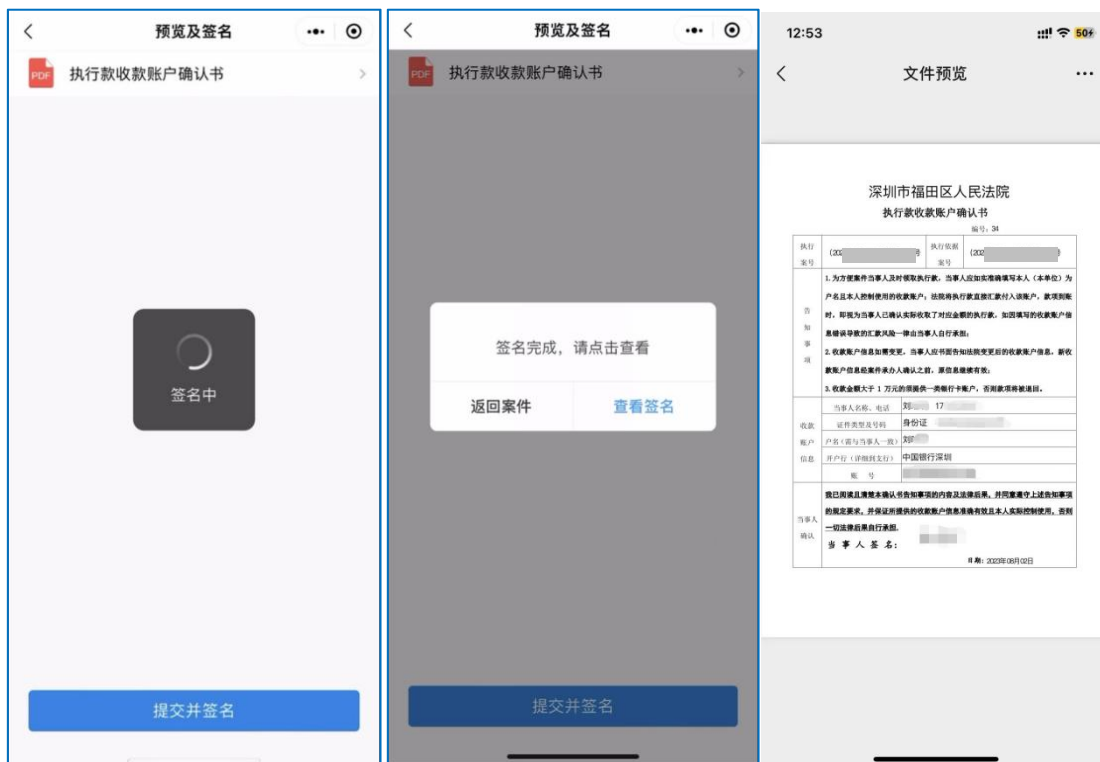 预览及签名
PDF 执行款收款账户确认书
签名中
提交并签名
预览及签名
PDF 执行款收款账户确认书
签名完成，请点击查看
返回案件 查看签名
提交并签名
12:53 50
文件预览
深圳市福田区人民法院
执行款收款账户确认书
编号：34
执行案号 (202 号 执行依据案号 (202
告知事项
1.为方便案件当事人及时领取执行款，当事人应如实准确填写本人（本单位）为
户名且本人控制使用的收款账户；法院将执行款直接汇款付入该账户，款项到账
时，即视为当事人已确认实际收取了对应金额的执行款，如因填写的收款账户信
息错误导致的汇款风险一律由当事人自行承担；
2.收款账户信息如需变更，当事人应书面告知法院变更后的收款账户信息，新收
款账户信息经案件承办人确认之前，原信息继续有效；
3.收款金额大于 1 万元的须提供一类银行卡账户，否则款项将被退回。
收款账户信息
当事人名称、电话 刘 17
证件类型及号码 身份证
户名（需与当事人一致） 刘
开户行（详细到支行） 中国银行深圳
账 号
当事人确认
我已阅读且清楚本确认书告知事项的内容及法律后果，并同意遵守上述告知事项
的规定要求，并保证所提供的收款账户信息准确有效且本人实际控制使用，否则
一切法律后果自行承担。
当事人签名：
日期：2023年08月02日